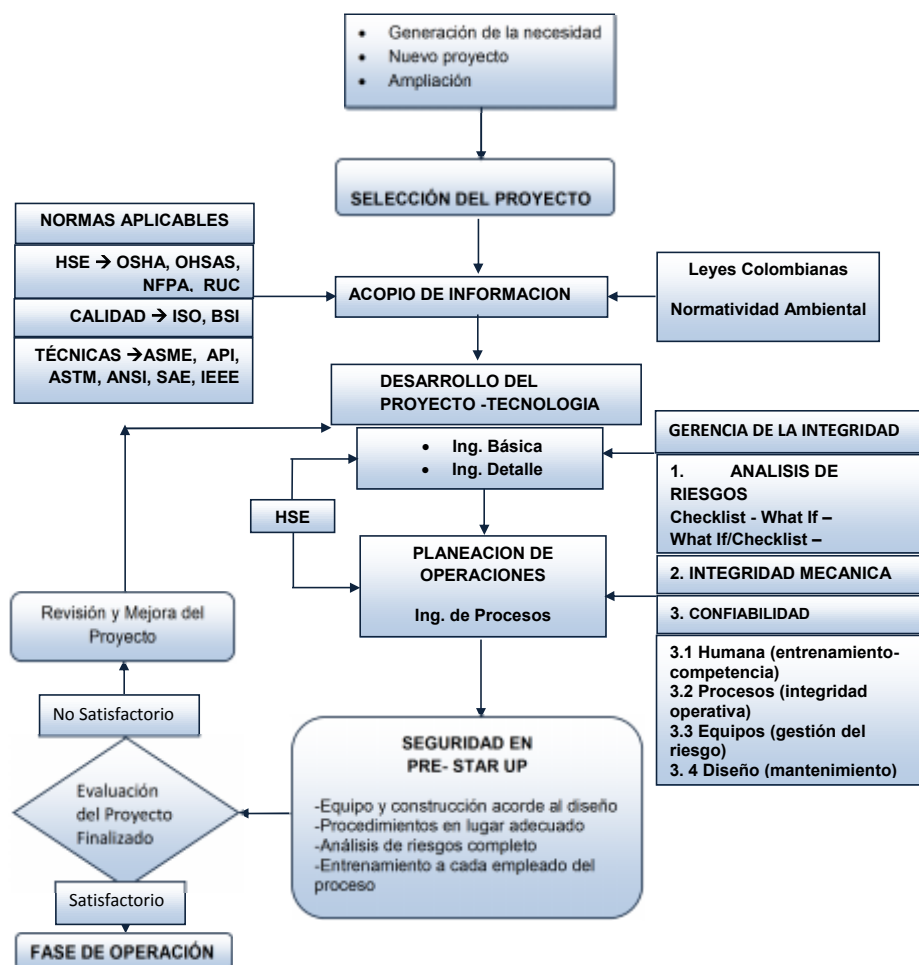 • Generación de la necesidad
• Nuevo proyecto
• Ampliación
SELECCIÓN DEL PROYECTO
NORMAS APLICABLES
HSE → OSHA, OHSAS,
NFPA, RUC
CALIDAD → ISO, BSI
TÉCNICAS →ASME, API,
ASTM, ANSI, SAE, IEEE
ACOPIO DE INFORMACION
Leyes Colombianas
Normatividad Ambiental
DESARROLLO DEL
PROYECTO -TECNOLOGIA
• Ing. Básica
• Ing. Detalle
HSE
GERENCIA DE LA INTEGRIDAD
1. ANALISIS DE
RIESGOS
Checklist - What If –
What If/Checklist –
2. INTEGRIDAD MECANICA
3. CONFIABILIDAD
3.1 Humana (entrenamiento-
competencia)
3.2 Procesos (integridad
operativa)
3.3 Equipos (gestión del
riesgo)
3. 4 Diseño (mantenimiento)
PLANEACION DE
OPERACIONES
Ing. de Procesos
Revisión y Mejora del
Proyecto
No Satisfactorio
SEGURIDAD EN
PRE- STAR UP
-Equipo y construcción acorde al diseño
-Procedimientos en lugar adecuado
-Análisis de riesgos completo
-Entrenamiento a cada empleado del
proceso
Evaluación
del Proyecto
Finalizado
Satisfactorio
FASE DE OPERACIÓN